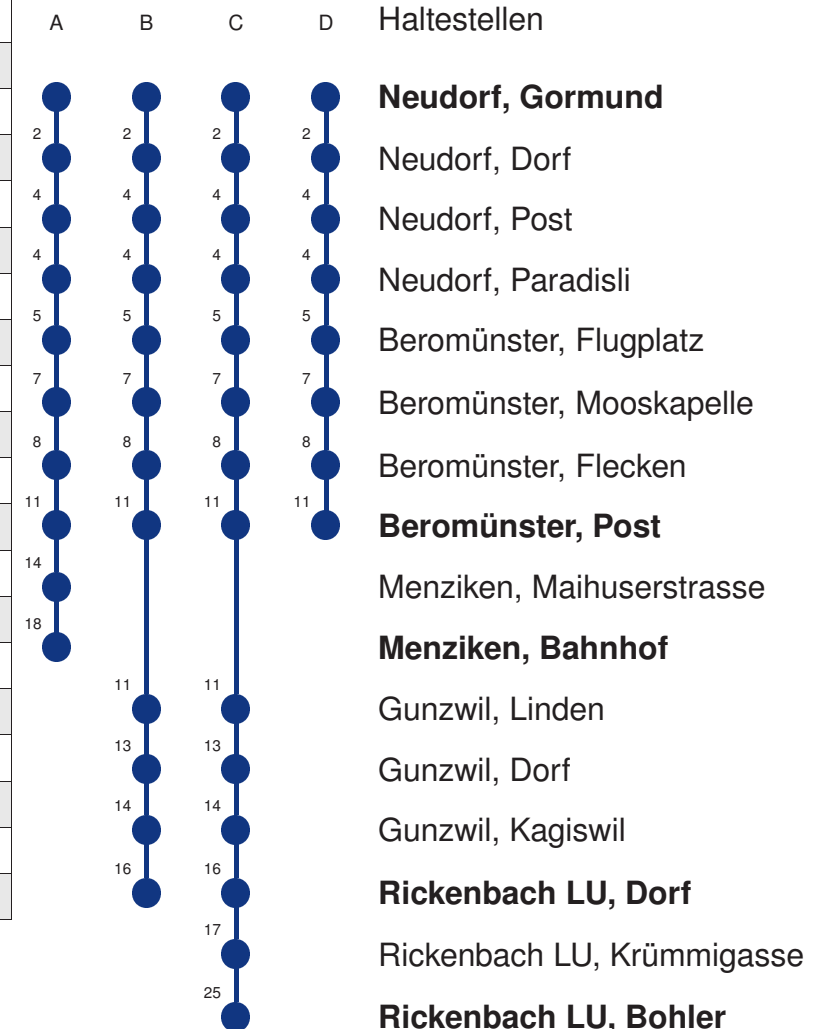 A B C D Haltestellen
Neudorf, Gormund
2 2 2 2 Neudorf, Dorf
4 4 4 4 Neudorf, Post
4 4 4 4 Neudorf, Paradisli
5 5 5 5 Beromünster, Flugplatz
7 7 7 7 Beromünster, Mooskapelle
8 8 8 8 Beromünster, Flecken
11 11 11 11 Beromünster, Post
14 Menziken, Maihuserstrasse
18 Menziken, Bahnhof
11 11 Gunzwil, Linden
13 13 Gunzwil, Dorf
14 14 Gunzwil, Kagiswil
16 16 Rickenbach LU, Dorf
17 Rickenbach LU, Krümmigasse
25 Rickenbach LU, Bohler